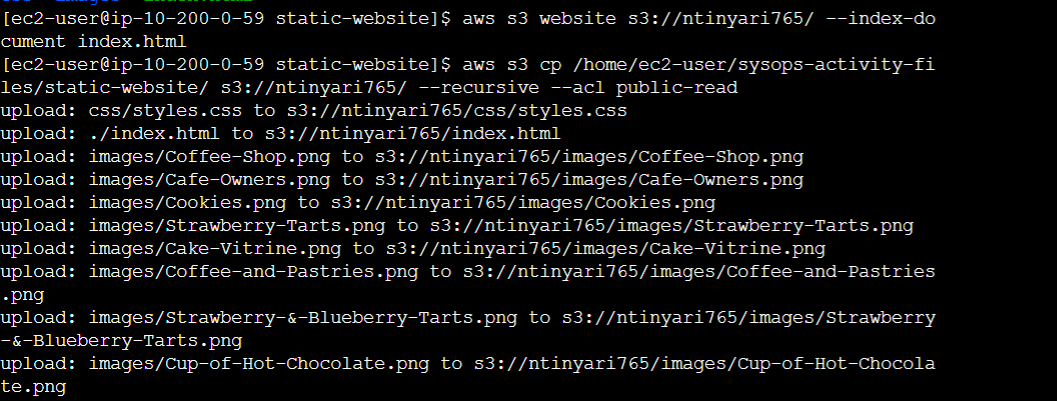 [ec2-user@ip-10-200-0-59 static-website]$ aws s3 website s3://ntinyari765/ --index-do
cument index.html
[ec2-user@ip-10-200-0-59 static-website]$ aws s3 cp /home/ec2-user/sysops-activity-fi
les/static-website/ s3://ntinyari765/ --recursive --acl public-read
upload: css/styles.css to s3://ntinyari765/css/styles.css
upload: ./index.html to s3://ntinyari765/index.html
upload: images/Coffee-Shop.png to s3://ntinyari765/images/Coffee-Shop.png
upload: images/Cafe-Owners.png to s3://ntinyari765/images/Cafe-Owners.png
upload: images/Cookies.png to s3://ntinyari765/images/Cookies.png
upload: images/Strawberry-Tarts.png to s3://ntinyari765/images/Strawberry-Tarts.png
upload: images/Cake-Vitrine.png to s3://ntinyari765/images/Cake-Vitrine.png
upload: images/Coffee-and-Pastries.png to s3://ntinyari765/images/Coffee-and-Pastries
.png
upload: images/Strawberry-&-Blueberry-Tarts.png to s3://ntinyari765/images/Strawberry
-&-Blueberry-Tarts.png
upload: images/Cup-of-Hot-Chocolate.png to s3://ntinyari765/images/Cup-of-Hot-Chocola
te.png